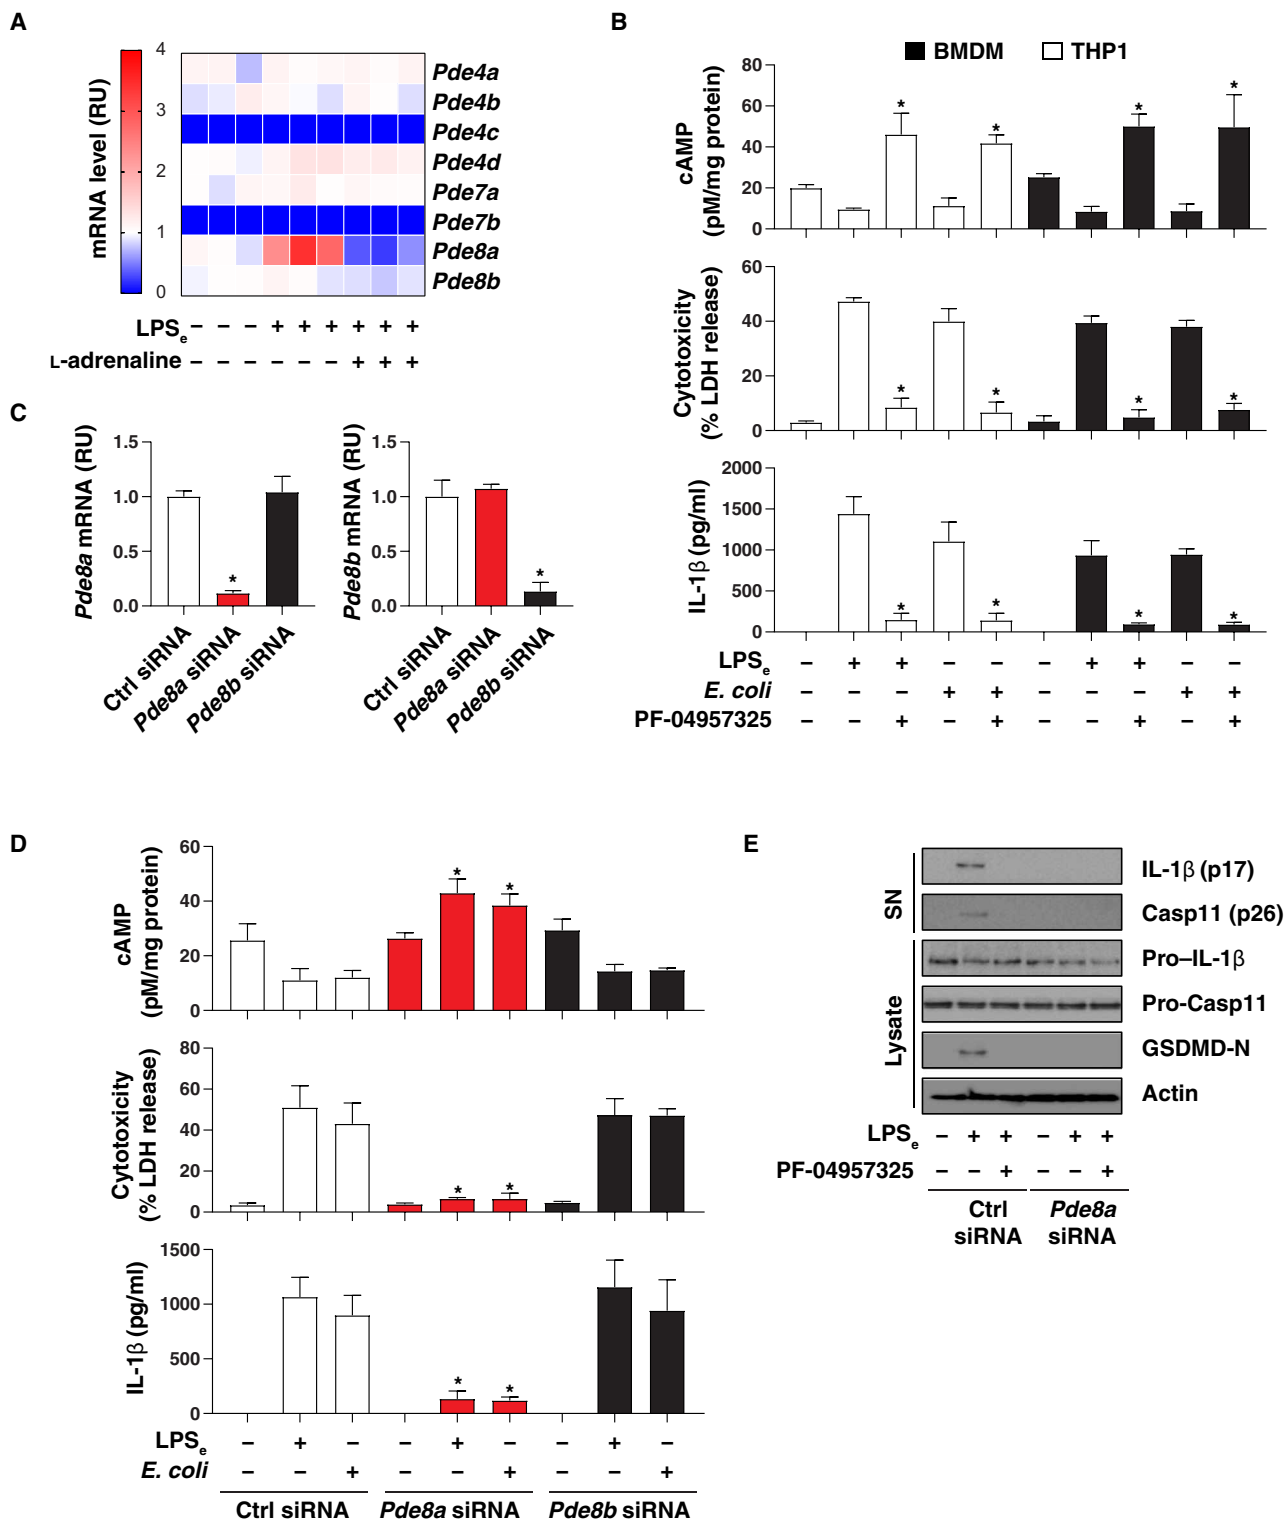 A
mRNA level (RU)
4
3
2
1
0
Pde4a
Pde4b
Pde4c
Pde4d
Pde7a
Pde7b
Pde8a
Pde8b
LPSe – – – + + + + + +
L-adrenaline – – – – – – + + +
B
BMDM THP1
cAMP
(pM/mg protein)
80
60
40
20
0
* * * *
Cytotoxicity
(% LDH release)
60
40
20
0
* * * *
IL-1β (pg/ml)
2000
1500
1000
500
0
* * * *
LPSe – + + – – – + + – –
E. coli – – – + + – – – + +
PF-04957325 – – + – + – – + – +
C
Pde8a mRNA (RU)
1.5
1.0
0.5
0.0
*
Ctrl siRNA
Pde8a siRNA
Pde8b siRNA
Pde8b mRNA (RU)
1.5
1.0
0.5
0.0
*
Ctrl siRNA
Pde8a siRNA
Pde8b siRNA
D
cAMP
(pM/mg protein)
60
40
20
0
* *
Cytotoxicity
(% LDH release)
80
60
40
20
0
* *
IL-1β (pg/ml)
1500
1000
500
0
* *
LPSe – + – – + – – + –
E. coli – – + – – + – – +
Ctrl siRNA Pde8a siRNA Pde8b siRNA
E
SN
IL-1β (p17)
Casp11 (p26)
Lysate
Pro–IL-1β
Pro-Casp11
GSDMD-N
Actin
LPSe – + + – + +
PF-04957325 – – + – – +
Ctrl Pde8a
siRNA siRNA